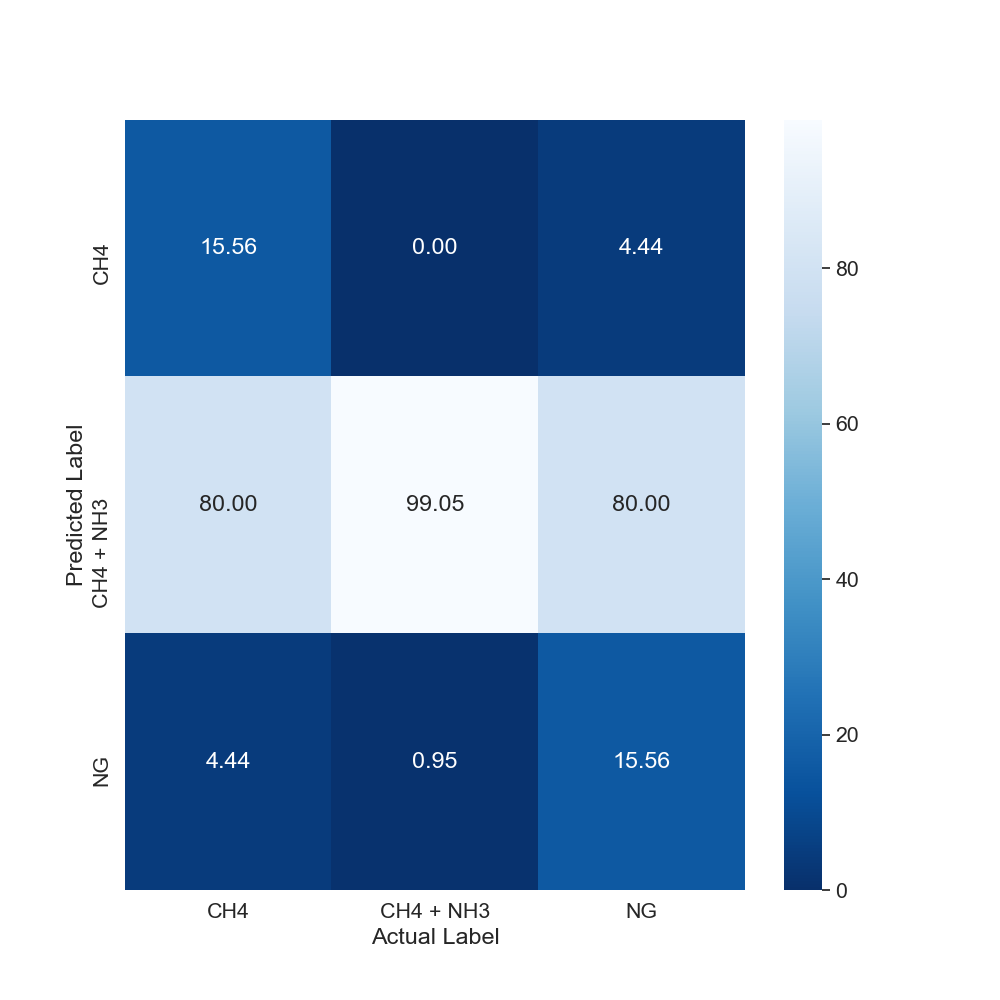 Predicted Label
CH4
15.56 0.00 4.44
CH4 + NH3
80.00 99.05 80.00
NG
4.44 0.95 15.56
CH4 CH4 + NH3 NG
Actual Label
80
60
40
20
0